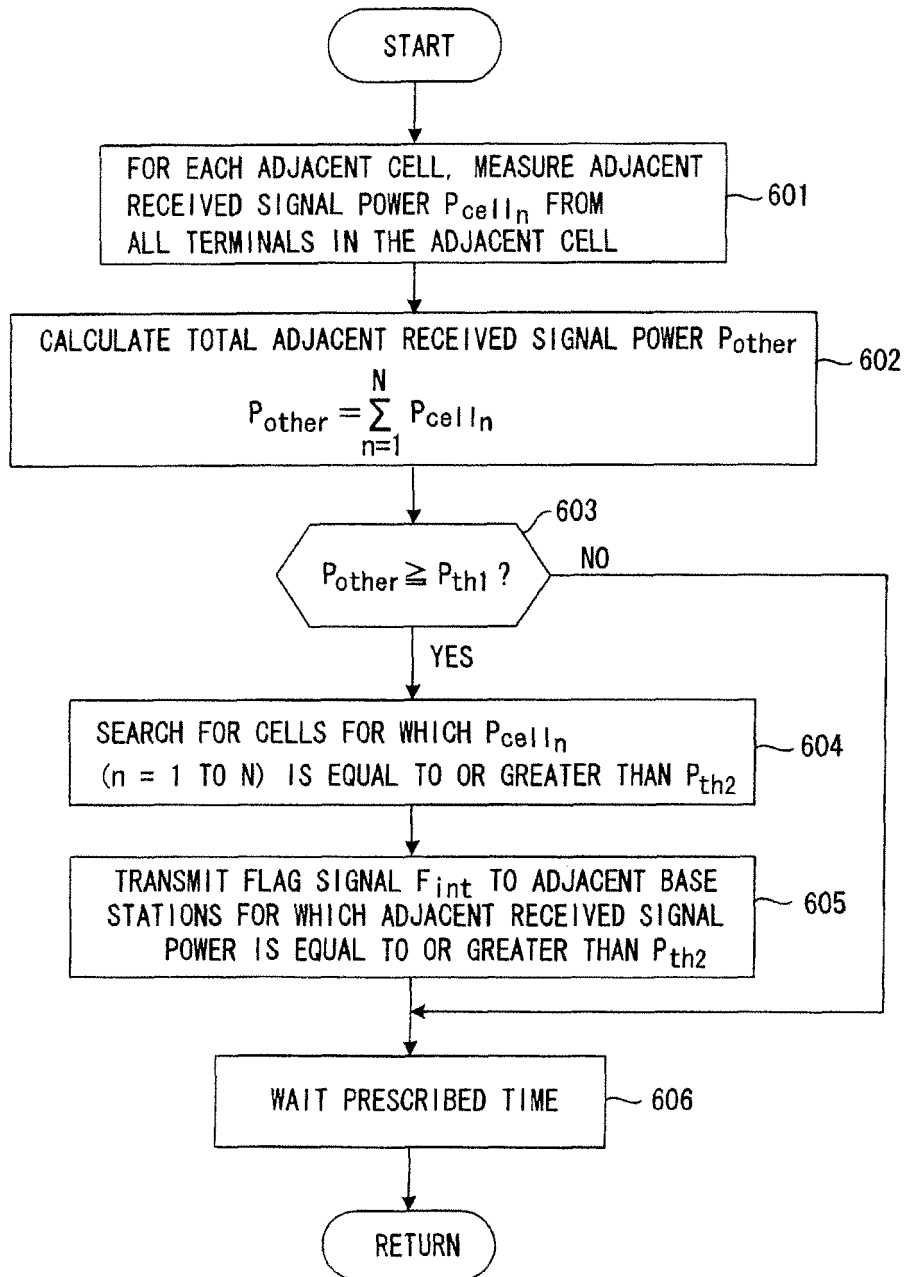 START
FOR EACH ADJACENT CELL, MEASURE ADJACENT
RECEIVED SIGNAL POWER Pcelln FROM
ALL TERMINALS IN THE ADJACENT CELL
601
CALCULATE TOTAL ADJACENT RECEIVED SIGNAL POWER Pother
Pother = N Σ n=1 Pcelln
602
603
Pother ≧ Pth1 ?
NO
YES
SEARCH FOR CELLS FOR WHICH Pcelln
(n = 1 TO N) IS EQUAL TO OR GREATER THAN Pth2
604
TRANSMIT FLAG SIGNAL Fint TO ADJACENT BASE
STATIONS FOR WHICH ADJACENT RECEIVED SIGNAL
POWER IS EQUAL TO OR GREATER THAN Pth2
605
WAIT PRESCRIBED TIME
606
RETURN